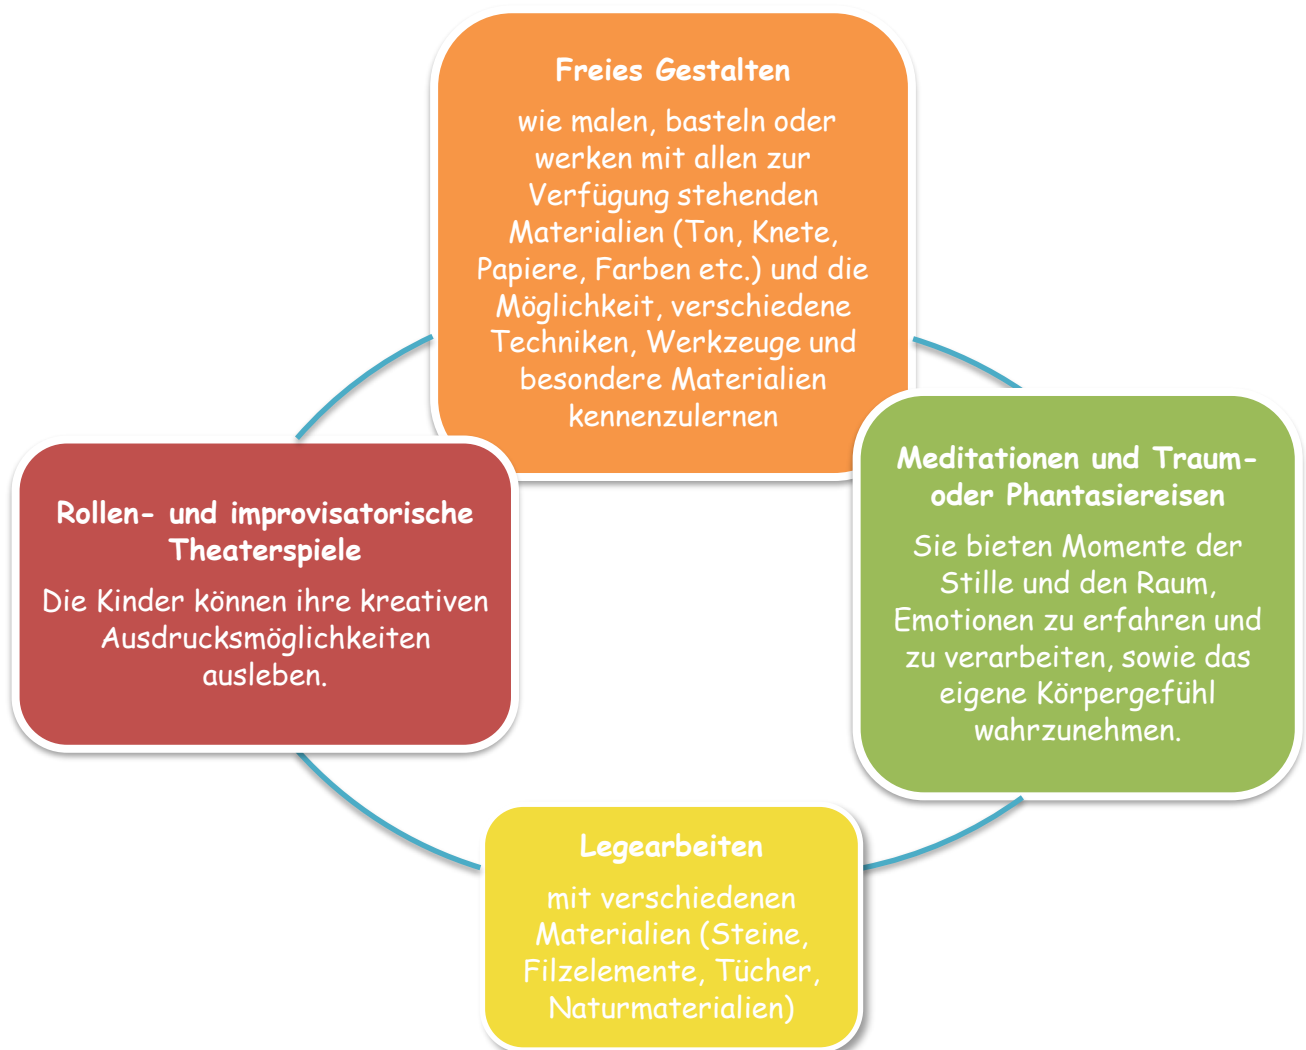 Freies Gestalten
wie malen, basteln oder
werken mit allen zur
Verfügung stehenden
Materialien (Ton, Knete,
Papiere, Farben etc.) und die
Möglichkeit, verschiedene
Techniken, Werkzeuge und
besondere Materialien
kennenzulernen
Meditationen und Traum-
oder Phantasiereisen
Sie bieten Momente der
Stille und den Raum,
Emotionen zu erfahren und
zu verarbeiten, sowie das
eigene Körpergefühl
wahrzunehmen.
Legearbeiten
mit verschiedenen
Materialien (Steine,
Filzelemente, Tücher,
Naturmaterialien)
Rollen- und improvisatorische
Theaterspiele
Die Kinder können ihre kreativen
Ausdrucksmöglichkeiten
ausleben.